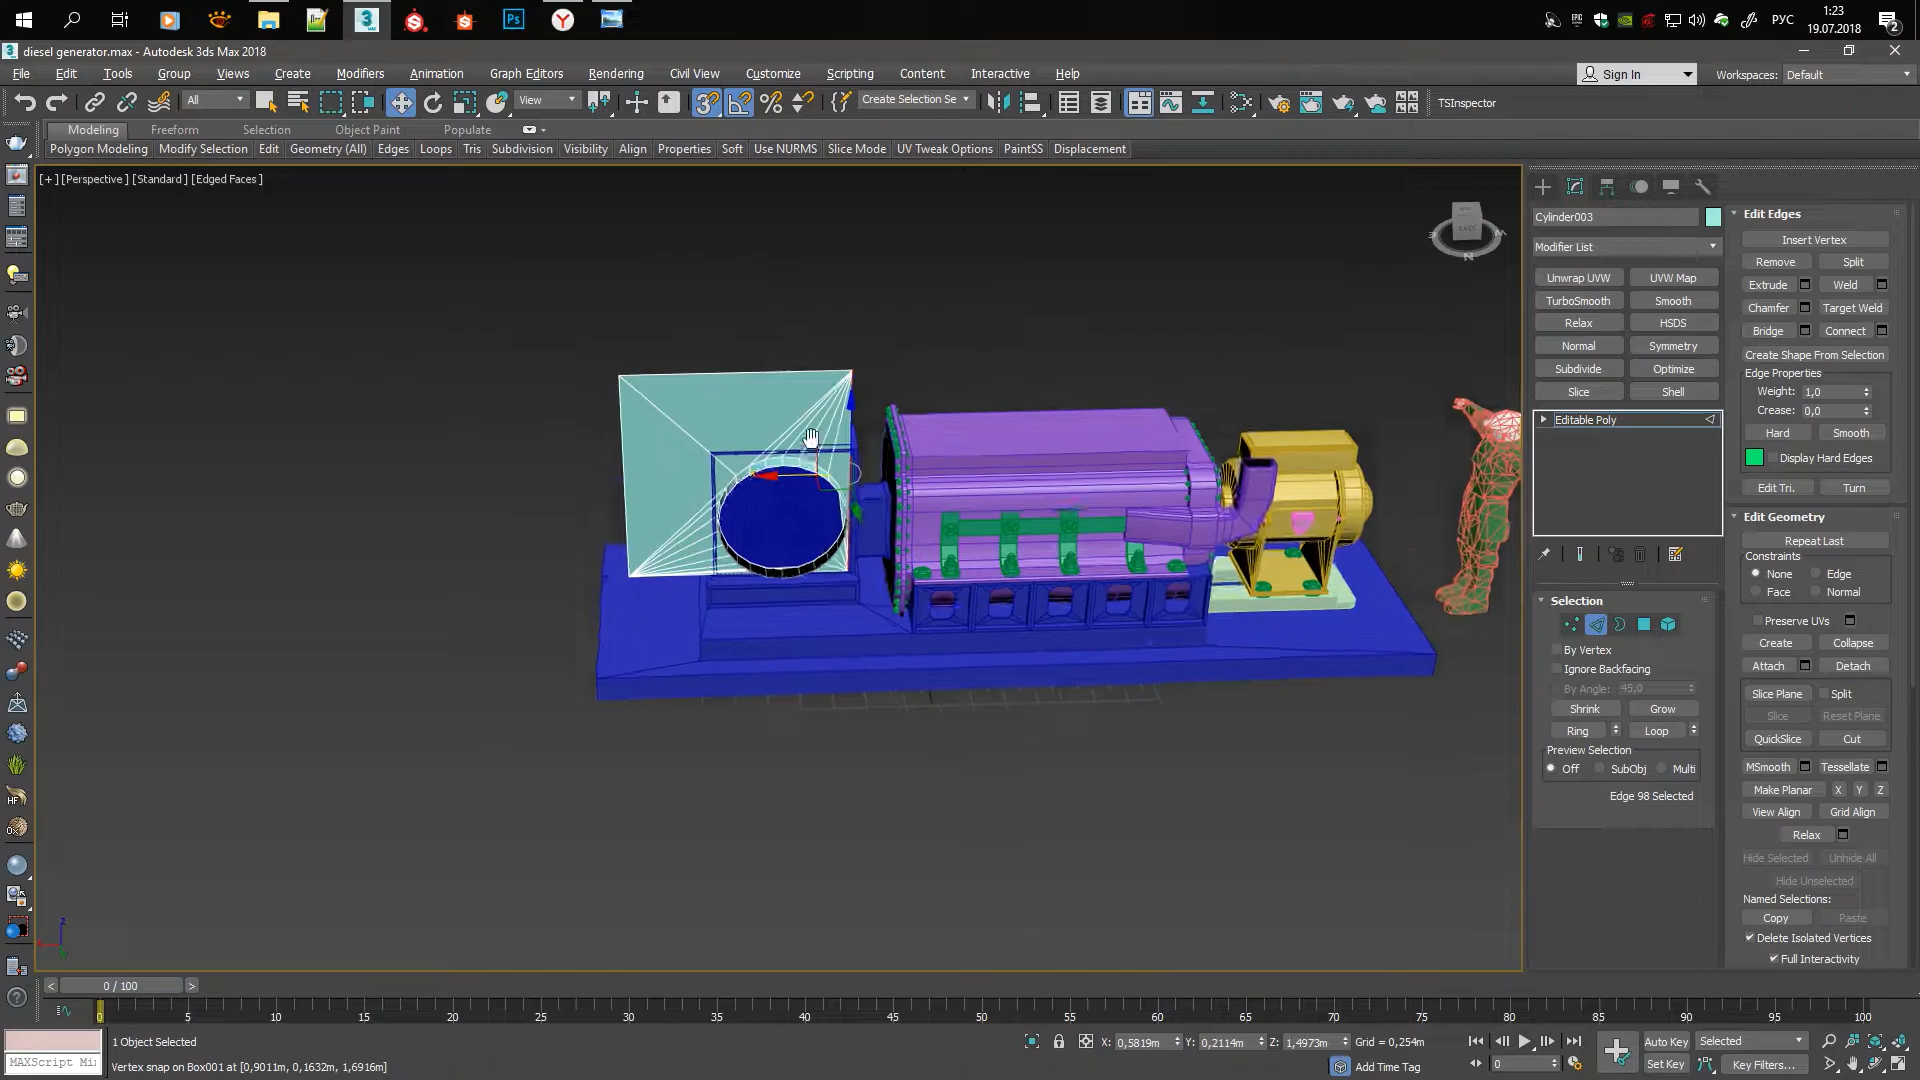 РУС
1:23
19.07.2018
2
diesel generator.max - Autodesk 3ds Max 2018
File Edit Tools Group Views Create Modifiers Animation Graph Editors Rendering Civil View Customize Scripting Content Interactive Help
Sign In
Workspaces: Default
All
View
Create Selection Se
TSInspector
Modeling Freeform Selection Object Paint Populate
Polygon Modeling Modify Selection Edit Geometry (All) Edges Loops Tris Subdivision Visibility Align Properties Soft Use NURMS Slice Mode UV Tweak Options PaintSS Displacement
[+] [Perspective ] [Standard ] [Edged Faces ]
Cylinder003
Modifier List
Unwrap UVW UVW Map
TurboSmooth Smooth
Relax HSDS
Normal Symmetry
Subdivide Optimize
Slice Shell
Editable Poly
Selection
By Vertex
Ignore Backfacing
By Angle: 45,0
Shrink Grow
Ring Loop
Preview Selection
Off SubObj Multi
Edge 98 Selected
Edit Edges
Insert Vertex
Remove Split
Extrude Weld
Chamfer Target Weld
Bridge Connect
Create Shape From Selection
Edge Properties
Weight: 1,0
Crease: 0,0
Hard Smooth
Display Hard Edges
Edit Tri. Turn
Edit Geometry
Repeat Last
Constraints
None Edge
Face Normal
Preserve UVs
Create Collapse
Attach Detach
Slice Plane Split
Slice Reset Plane
QuickSlice Cut
MSmooth Tessellate
Make Planar X Y Z
View Align Grid Align
Relax
Hide Selected Unhide All
Hide Unselected
Named Selections:
Copy Paste
Delete Isolated Vertices
Full Interactivity
z
< 0 / 100 >
0 5 10 15 20 25 30 35 40 45 50 55 60 65 70 75 80 85 90 95 100
1 Object Selected
X: 0,5819m Y: 0,2114m Z: 1,4973m Grid = 0,254m
Auto Key Selected
MAXScript Mi
Vertex snap on Box001 at [0,9011m, 0,1632m, 1,6916m]
Add Time Tag
0
Set Key Key Filters...